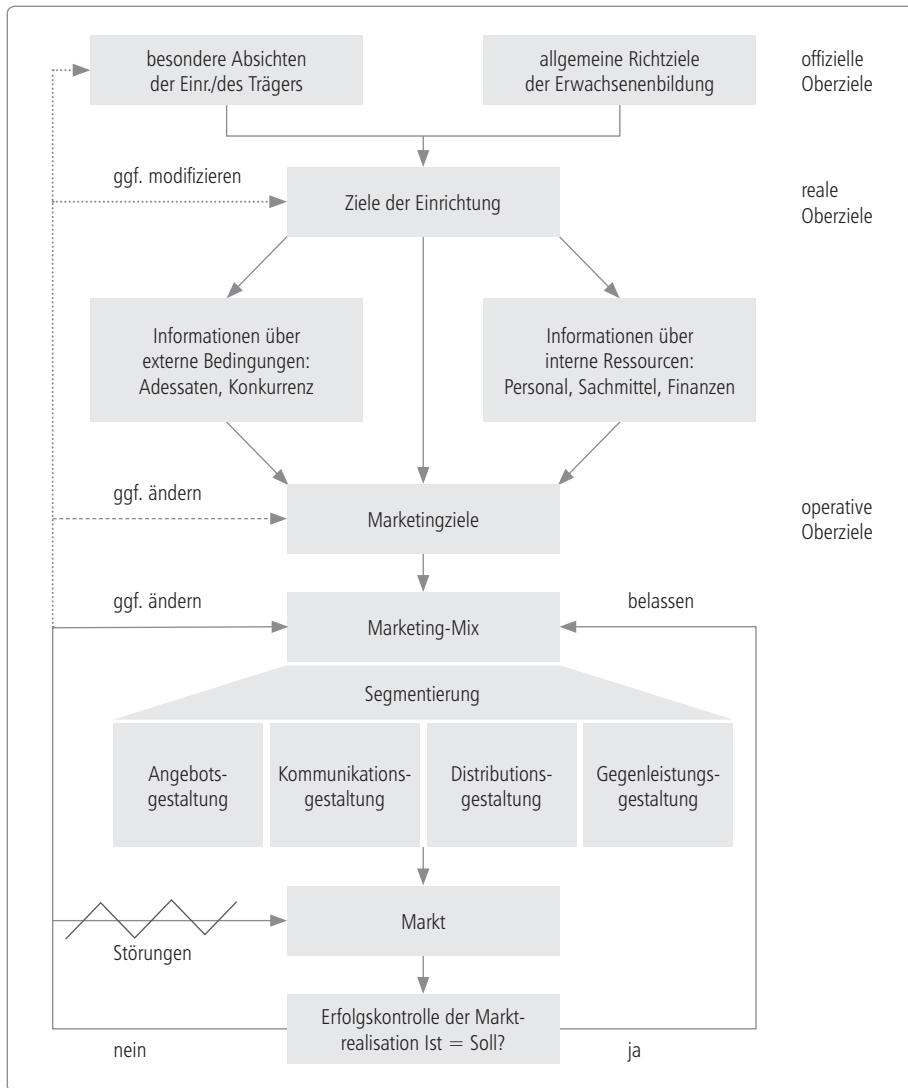 besondere Absichten
der Einr./des Trägers
allgemeine Richtziele
der Erwachsenenbildung
offizielle
Oberziele
ggf. modifizieren
Ziele der Einrichtung
reale
Oberziele
Informationen über
externe Bedingungen:
Adessaten, Konkurrenz
Informationen über
interne Ressourcen:
Personal, Sachmittel, Finanzen
ggf. ändern
Marketingziele
operative
Oberziele
ggf. ändern
Marketing-Mix
belassen
Segmentierung
Angebots-
gestaltung
Kommunikations-
gestaltung
Distributions-
gestaltung
Gegenleistungs-
gestaltung
Markt
Störungen
Erfolgskontrolle der Markt-
realisation Ist = Soll?
nein
ja